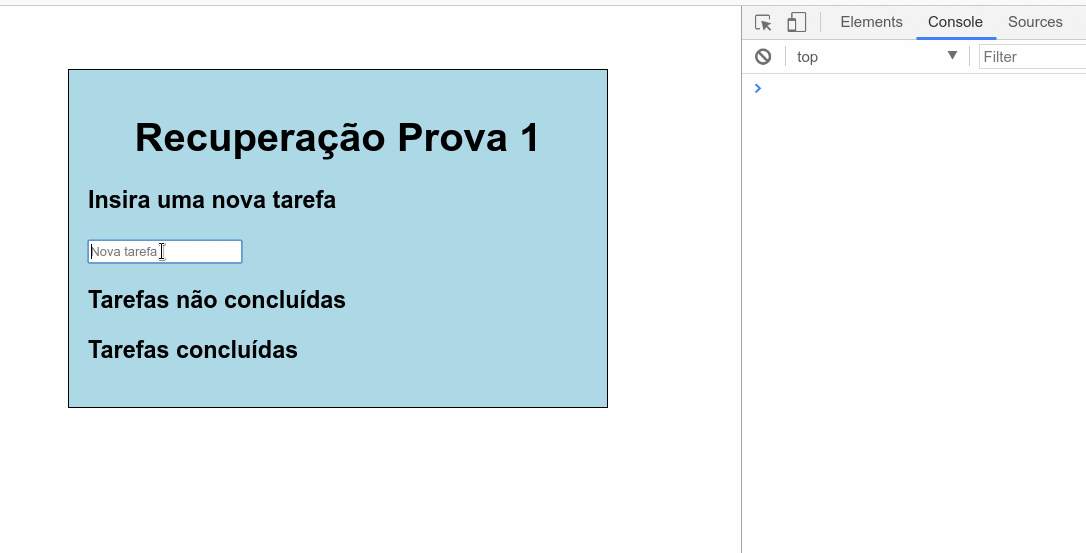 Elements Console Sources
top Filter
Recuperação Prova 1
Insira uma nova tarefa
Nova tarefa
Tarefas não concluídas
Tarefas concluídas